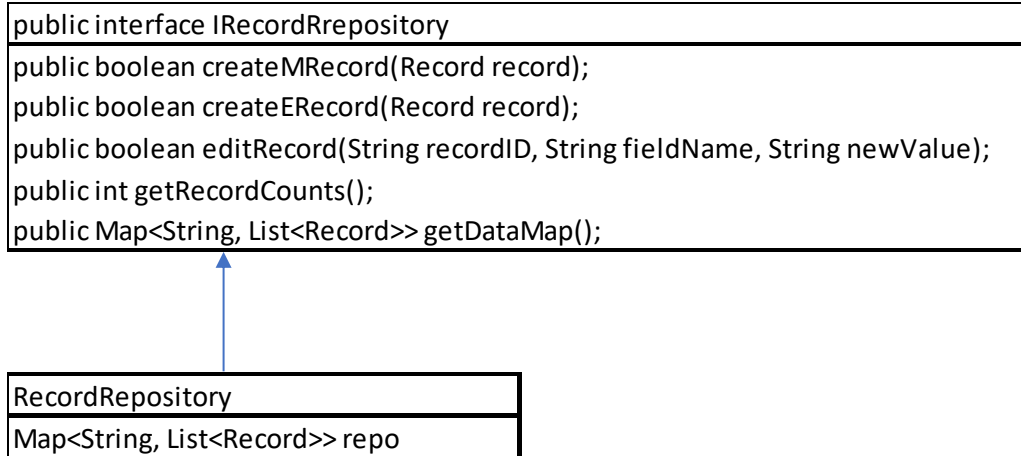 public interface IRecordRrepository
public boolean createMRecord(Record record);
public boolean createERecord(Record record);
public boolean editRecord(String recordID, String fieldName, String newValue);
public int getRecordCounts();
public Map<String, List<Record>> getDataMap();
RecordRepository
Map<String, List<Record>> repo